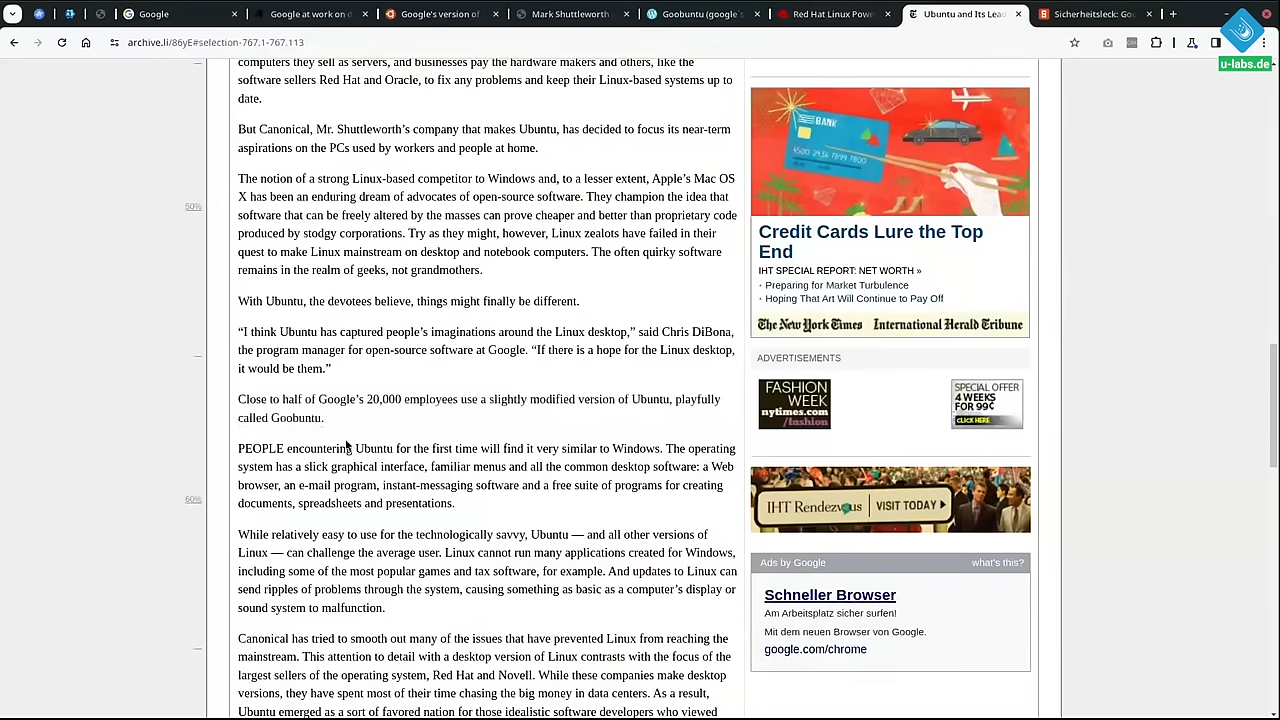 Google
Google at work on d
Google's version of
Mark Shuttleworth
Goobuntu (google's
Red Hat Linux Powe
Ubuntu and Its Lead
Sicherheitsleck: Goo
archive.li/86yE#selection-767.1-767.113
u-labs.de
computers they sell as servers, and businesses pay the hardware makers and others, like the
software sellers Red Hat and Oracle, to fix any problems and keep their Linux-based systems up to
date.
But Canonical, Mr. Shuttleworth's company that makes Ubuntu, has decided to focus its near-term
aspirations on the PCs used by workers and people at home.
The notion of a strong Linux-based competitor to Windows and, to a lesser extent, Apple's Mac OS
X has been an enduring dream of advocates of open-source software. They champion the idea that
50%
software that can be freely altered by the masses can prove cheaper and better than proprietary code
produced by stodgy corporations. Try as they might, however, Linux zealots have failed in their
quest to make Linux mainstream on desktop and notebook computers. The often quirky software
remains in the realm of geeks, not grandmothers.
With Ubuntu, the devotees believe, things might finally be different.
“I think Ubuntu has captured people's imaginations around the Linux desktop,” said Chris DiBona,
the program manager for open-source software at Google. “If there is a hope for the Linux desktop,
it would be them.”
Close to half of Google's 20,000 employees use a slightly modified version of Ubuntu, playfully
called Goobuntu.
PEOPLE encountering Ubuntu for the first time will find it very similar to Windows. The operating
system has a slick graphical interface, familiar menus and all the common desktop software: a Web
browser, an e-mail program, instant-messaging software and a free suite of programs for creating
60%
documents, spreadsheets and presentations.
While relatively easy to use for the technologically savvy, Ubuntu — and all other versions of
Linux — can challenge the average user. Linux cannot run many applications created for Windows,
including some of the most popular games and tax software, for example. And updates to Linux can
send ripples of problems through the system, causing something as basic as a computer's display or
sound system to malfunction.
Canonical has tried to smooth out many of the issues that have prevented Linux from reaching the
mainstream. This attention to detail with a desktop version of Linux contrasts with the focus of the
largest sellers of the operating system, Red Hat and Novell. While these companies make desktop
versions, they have spent most of their time chasing the big money in data centers. As a result,
Ubuntu emerged as a sort of favored nation for those idealistic software developers who viewed
BANK
4500 2434 7899 7800
Credit Cards Lure the Top
End
IHT SPECIAL REPORT: NET WORTH »
• Preparing for Market Turbulence
• Hoping That Art Will Continue to Pay Off
The New York Times International Herald Tribune
ADVERTISEMENTS
FASHION
WEEK
nytimes.com
/fashion
SPECIAL OFFER
4 WEEKS
FOR 99¢
CLICK HERE
IHT Rendezvous VISIT TODAY
Ads by Google what's this?
Schneller Browser
Am Arbeitsplatz sicher surfen!
Mit dem neuen Browser von Google.
google.com/chrome